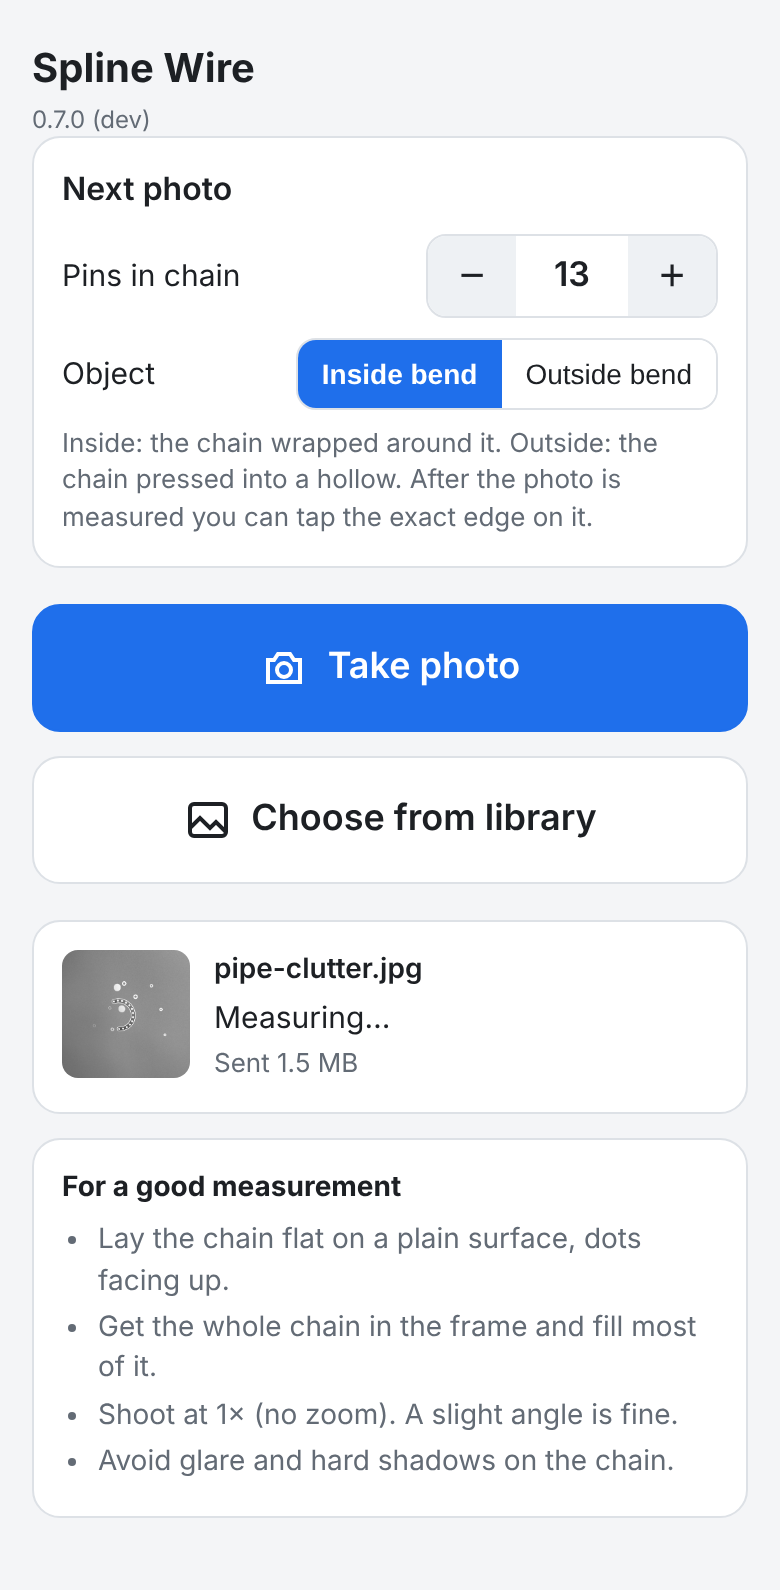 Spline Wire
0.7.0 (dev)
Next photo
Pins in chain
− 13 +
Object
Inside bend Outside bend
Inside: the chain wrapped around it. Outside: the
chain pressed into a hollow. After the photo is
measured you can tap the exact edge on it.
Take photo
Choose from library
pipe-clutter.jpg
Measuring...
Sent 1.5 MB
For a good measurement
• Lay the chain flat on a plain surface, dots
facing up.
• Get the whole chain in the frame and fill most
of it.
• Shoot at 1× (no zoom). A slight angle is fine.
• Avoid glare and hard shadows on the chain.